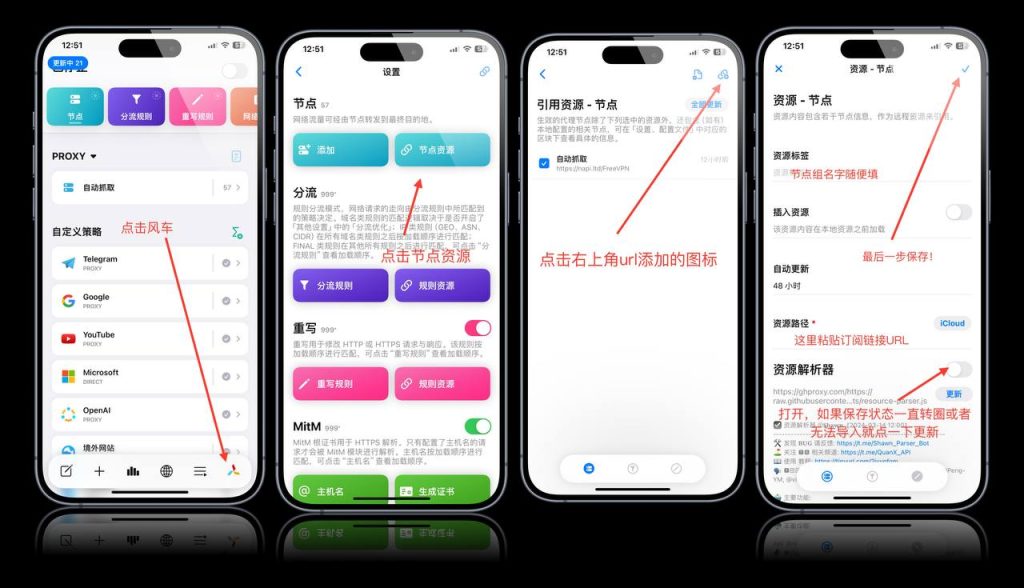 12:51
更新中 21
节点
分流规则
重写规则
PROXY
自动抓取
57
点击风车
自定义策略
Telegram
PROXY
Google
PROXY
YouTube
PROXY
Microsoft
DIRECT
OpenAI
PROXY
境外网站
12:51
设置
节点 57
网络流量可经由节点转发到最终目的地。
添加
节点资源
分流 999+
规则分流模式，网络请求的走向由分流规则中所匹配到
的策略决定，域名类规则的匹配逻辑取决于是否开启了
「其他设置」中的「分流优化」；IP 类规则 (GEO、ASN、
CIDR) 在所有域名类规则之后按加载顺序进行匹配；
FINAL 类规则在其他所有规则之后进行匹配，可点击“分
流规则”查看加载顺序。
点击节点资源
分流规则
规则资源
重写 999+
重写用于修改 HTTP 或 HTTPS 请求与响应。该规则按
加载顺序进行匹配，可点击“重写规则”查看加载顺序。
重写规则
规则资源
MitM 999+
MitM 根证书用于 HTTPS 解析。只有配置了主机名的请
求才会被 MitM 模块进行解析。主机名按加载顺序进行
匹配，可点击“主机名”查看加载顺序。
主机名
生成证书
12:51
引用资源 - 节点
全部更新
生效的代理节点除了下列选中的资源外，还包含 (如有)
本地配置的相关节点，可在「设置、配置文件」中对应的
区块下查看具体的信息。
自动抓取
12小时前
https://napi.ltd/FreeVPN
点击右上角url添加的图标
12:51
资源 - 节点
资源 - 节点
资源内容包含若干节点信息，作为远程资源来引用。
资源标签
节点组名字随便填
插入资源
该资源内容在本地资源之前加载
最后一步保存！
自动更新
48 小时
资源路径 *
iCloud
这里粘贴订阅链接URL
资源解析器
https://ghproxy.com/https://
raw.githubuserconte...ts/resource-parser.js
更新
打开，如果保存状态一直转圈或者
无法导入就点一下更新
发现 BUG 请反馈: https://t.me/Shawn_Parser_Bot
相关频道: https://t.me/QuanX_API
主要功能: